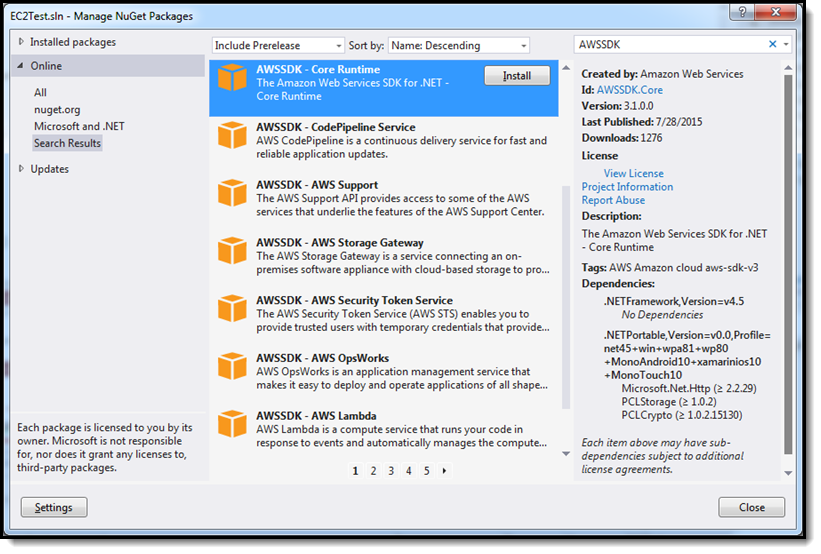 EC2Test.sln - Manage NuGet Packages
?
Installed packages
Online
All
nuget.org
Microsoft and .NET
Search Results
Updates
Each package is licensed to you by its
owner. Microsoft is not responsible
for, nor does it grant any licenses to,
third-party packages.
Include Prerelease
Sort by:
Name: Descending
AWSSDK - Core Runtime
The Amazon Web Services SDK for .NET -
Core Runtime
Install
AWSSDK - CodePipeline Service
AWS CodePipeline is a continuous delivery service for fast and
reliable application updates.
AWSSDK - AWS Support
The AWS Support API provides access to some of the AWS
services that underlie the features of the AWS Support Center.
AWSSDK - AWS Storage Gateway
The AWS Storage Gateway is a service connecting an on-
premises software appliance with cloud-based storage to pro...
AWSSDK - AWS Security Token Service
The AWS Security Token Service (AWS STS) enables you to
provide trusted users with temporary credentials that provide...
AWSSDK - AWS OpsWorks
AWS OpsWorks is an application management service that
makes it easy to deploy and operate applications of all shape...
AWSSDK - AWS Lambda
AWS Lambda is a compute service that runs your code in
response to events and automatically manages the compute...
1 2 3 4 5
AWSSDK
Created by: Amazon Web Services
Id: AWSSDK.Core
Version: 3.1.0.0
Last Published: 7/28/2015
Downloads: 1276
License
View License
Project Information
Report Abuse
Description:
The Amazon Web Services SDK for .NET
- Core Runtime
Tags: AWS Amazon cloud aws-sdk-v3
Dependencies:
.NETFramework,Version=v4.5
No Dependencies
.NETPortable,Version=v0.0,Profile=
net45+win+wpa81+wp80
+MonoAndroid10+xamarinios10
+MonoTouch10
Microsoft.Net.Http (≥ 2.2.29)
PCLStorage (≥ 1.0.2)
PCLCrypto (≥ 1.0.2.15130)
Each item above may have sub-
dependencies subject to additional
license agreements.
Settings
Close